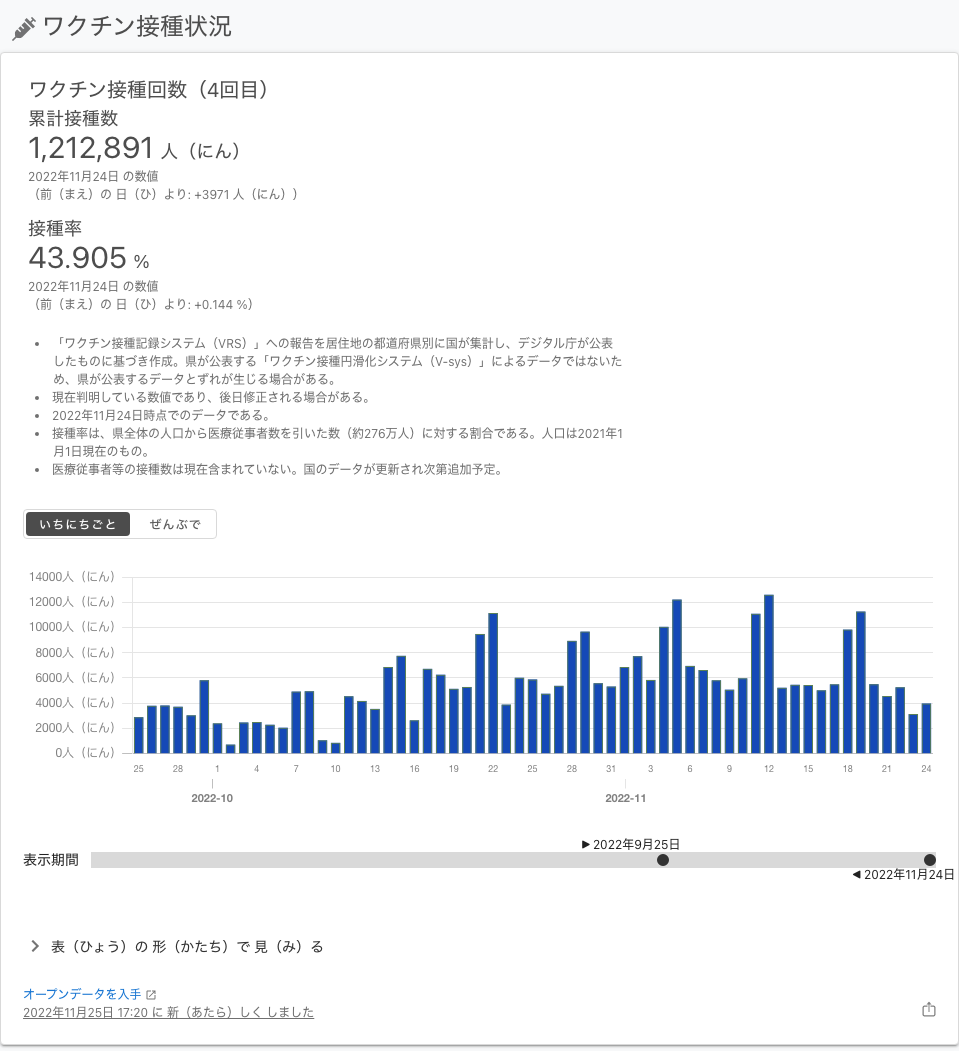 ワクチン接種状況
ワクチン接種回数（4回目）
累計接種数
1,212,891 人（にん）
2022年11月24日 の数値
（前（まえ）の 日（ひ）より: +3971 人（にん））
接種率
43.905 %
2022年11月24日 の数値
（前（まえ）の 日（ひ）より: +0.144 %）
• 「ワクチン接種記録システム（VRS）」への報告を居住地の都道府県別に国が集計し、デジタル庁が公表
したものに基づき作成。県が公表する「ワクチン接種円滑化システム（V-sys）」によるデータではないた
め、県が公表するデータとずれが生じる場合がある。
• 現在判明している数値であり、後日修正される場合がある。
• 2022年11月24日時点でのデータである。
• 接種率は、県全体の人口から医療従事者数を引いた数（約276万人）に対する割合である。人口は2021年1
月1日現在のもの。
• 医療従事者等の接種数は現在含まれていない。国のデータが更新され次第追加予定。
いちにちごと ぜんぶで
14000人（にん）
12000人（にん）
10000人（にん）
8000人（にん）
6000人（にん）
4000人（にん）
2000人（にん）
0人（にん）
25 28 1 4 7 10 13 16 19 22 25 28 31 3 6 9 12 15 18 21 24
2022-10 2022-11
▶ 2022年9月25日
表示期間
◀ 2022年11月24日
表（ひょう）の 形（かたち）で 見（み）る
オープンデータを入手
2022年11月25日 17:20 に 新（あたら）しく しました